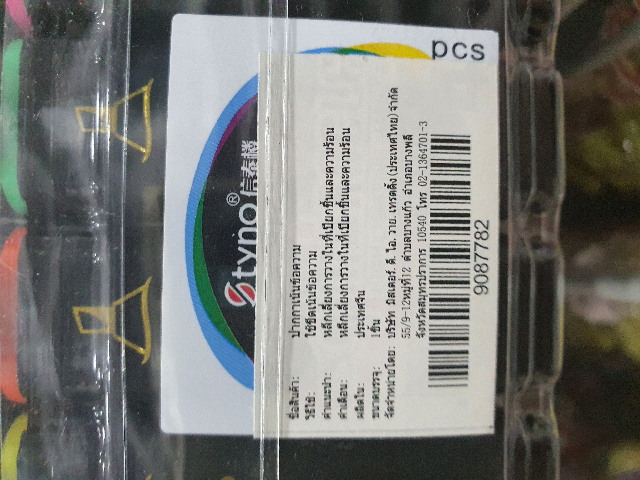 pcs
Styno® 信泰楼
ชื่อสินค้า: ปากกาเน้นข้อความ
วิธีใช้: ใช้ขีดเน้นข้อความ
คำแนะนำ: หลีกเลี่ยงการวางในที่เปียกชื้นและความร้อน
คำเตือน: หลีกเลี่ยงการวางในที่เปียกชื้นและความร้อน
ผลิตใน: ประเทศจีน
ขนาดบรรจุ: 1ชิ้น
จัดจำหน่ายโดย: บริษัท มิสเตอร์. ดี. ไอ. วาย. เทรดดิ้ง (ประเทศไทย) จำกัด
55/9-12หมู่ที่12 ตำบลบางแก้ว อำเภอบางพลี
จังหวัดสมุทรปราการ 10540 โทร 02-1364701-3
9087782